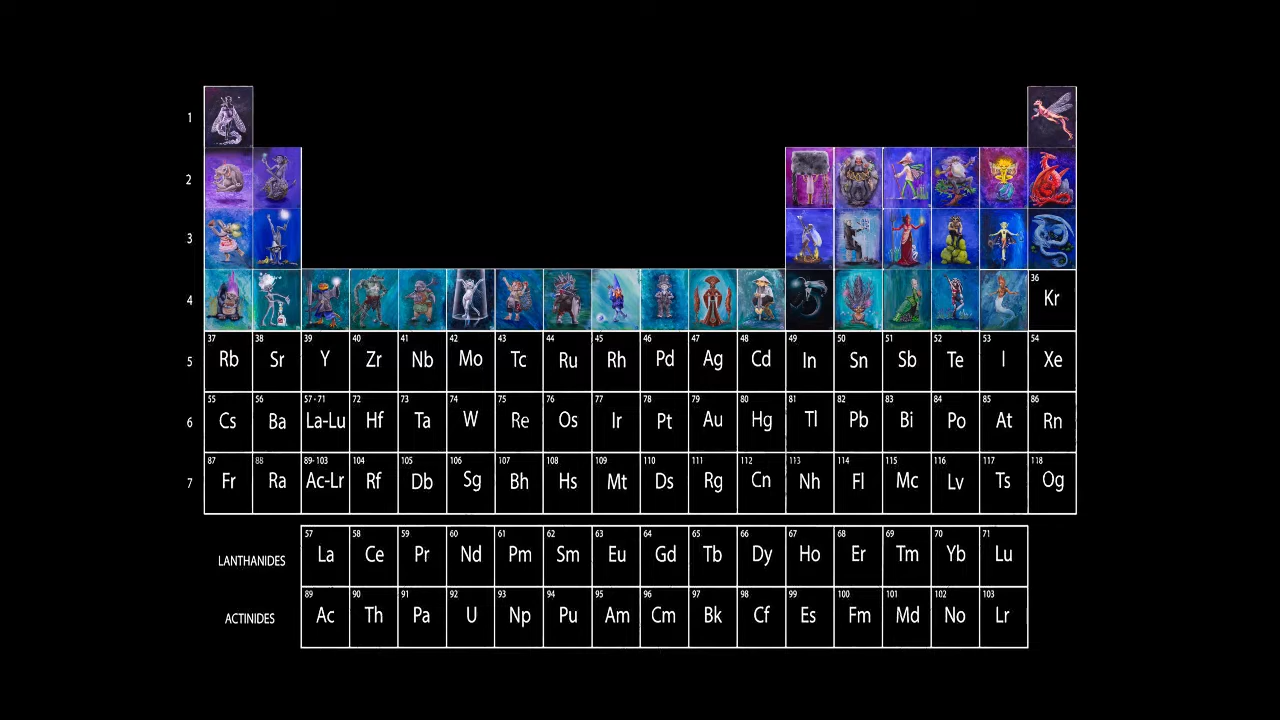 1
2
3
4 36 Kr
5 37 Rb 38 Sr 39 Y 40 Zr 41 Nb 42 Mo 43 Tc 44 Ru 45 Rh 46 Pd 47 Ag 48 Cd 49 In 50 Sn 51 Sb 52 Te 53 I 54 Xe
6 55 Cs 56 Ba 57-71 La-Lu 72 Hf 73 Ta 74 W 75 Re 76 Os 77 Ir 78 Pt 79 Au 80 Hg 81 Tl 82 Pb 83 Bi 84 Po 85 At 86 Rn
7 87 Fr 88 Ra 89-103 Ac-Lr 104 Rf 105 Db 106 Sg 107 Bh 108 Hs 109 Mt 110 Ds 111 Rg 112 Cn 113 Nh 114 Fl 115 Mc 116 Lv 117 Ts 118 Og
LANTHANIDES 57 La 58 Ce 59 Pr 60 Nd 61 Pm 62 Sm 63 Eu 64 Gd 65 Tb 66 Dy 67 Ho 68 Er 69 Tm 70 Yb 71 Lu
ACTINIDES 89 Ac 90 Th 91 Pa 92 U 93 Np 94 Pu 95 Am 96 Cm 97 Bk 98 Cf 99 Es 100 Fm 101 Md 102 No 103 Lr